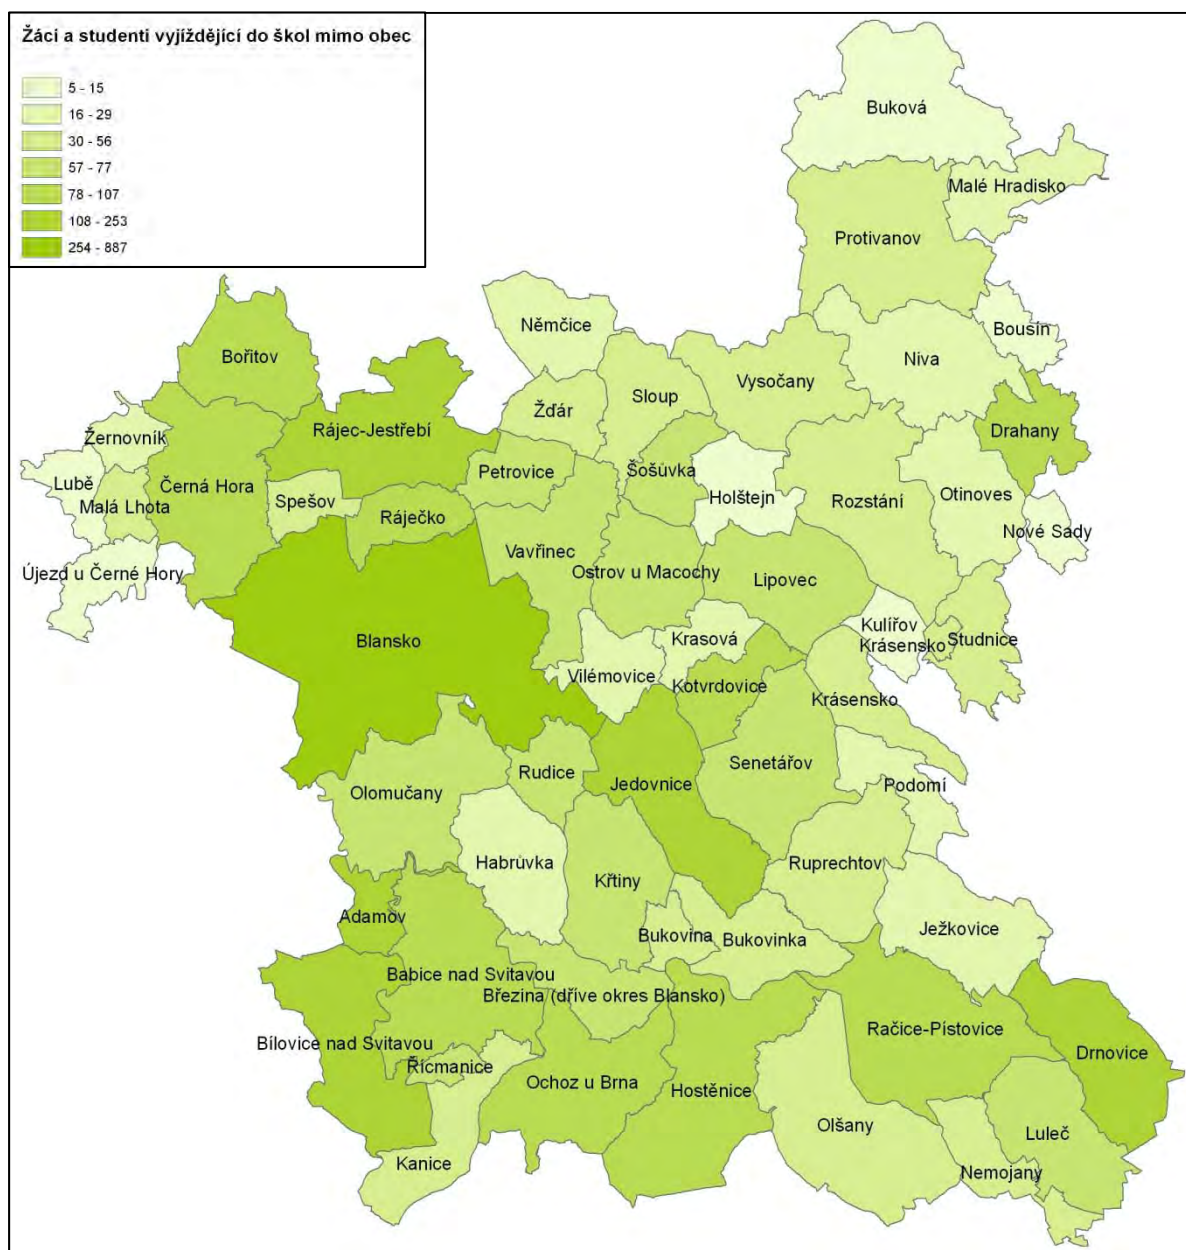 Žáci a studenti vyjíždějící do škol mimo obec
5 - 15
16 - 29
30 - 56
57 - 77
78 - 107
108 - 253
254 - 887
Buková
Malé Hradisko
Protivanov
Bousín
Němčice
Niva
Bořitov
Vysočany
Sloup
Žďár
Rájec-Jestřebí
Drahany
Žernovník
Petrovice
Šošůvka
Lubě
Černá Hora
Holštejn
Otinoves
Spešov
Rozstání
Malá Lhota
Ráječko
Nové Sady
Vavřinec
Újezd u Černé Hory
Ostrov u Macochy
Lipovec
Kulířov
Blansko
Krasová
Krásensko
Studnice
Vilémovice
Kotvrdovice
Krásensko
Senetářov
Rudice
Jedovnice
Podomí
Olomučany
Habrůvka
Ruprechtov
Křtiny
Adamov
Ježkovice
Bukovina
Bukovinka
Babice nad Svitavou
Březina (dříve okres Blansko)
Račice-Pístovice
Bílovice nad Svitavou
Drnovice
Řícmanice
Ochoz u Brna
Hostěnice
Olšany
Luleč
Kanice
Nemojany